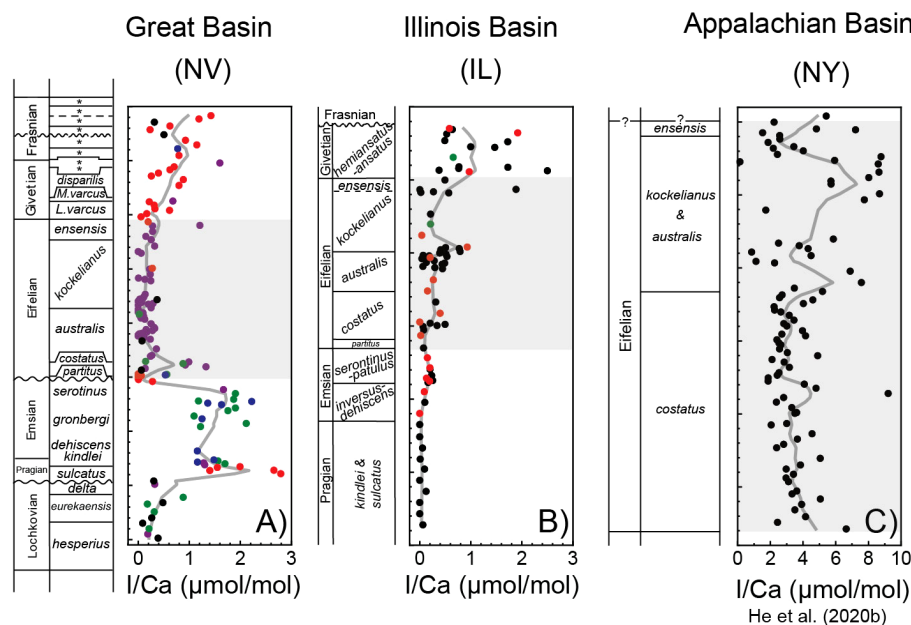 Great Basin
(NV)
Illinois Basin
(IL)
Appalachian Basin
(NY)
Frasnian
Givetian
Eifelian
Emsian
Pragian
Lochkovian
*
*
*
*
*
*
disparilis
M.varcus
L.varcus
ensensis
kockelianus
australis
costatus
partitus
serotinus
gronbergi
dehiscens
kindlei
sulcatus
delta
eurekaensis
hesperius
A)
0 1 2 3
I/Ca (µmol/mol)
Frasnian
Givetian
Eifelian
Emsian
Pragian
hemiansatus
-ansatus
ensensis
kockelianus
australis
costatus
partitus
serontinus
-patulus
inversus-
dehiscens
kindlei &
sulcatus
B)
0 1 2 3
I/Ca (µmol/mol)
? ?
Eifelian
ensensis
kockelianus
&
australis
costatus
C)
0 2 4 6 8 10
I/Ca (µmol/mol)
He et al. (2020b)